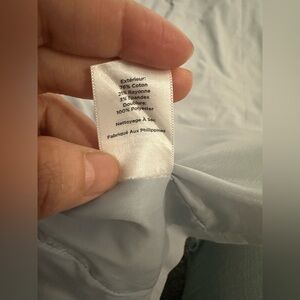 Extérieur:
76% Coton
21% Rayonne
3% Spandex
Doublure:
100% Polyester
Nettoyage À Sec
Fabriqué Aux Philippines